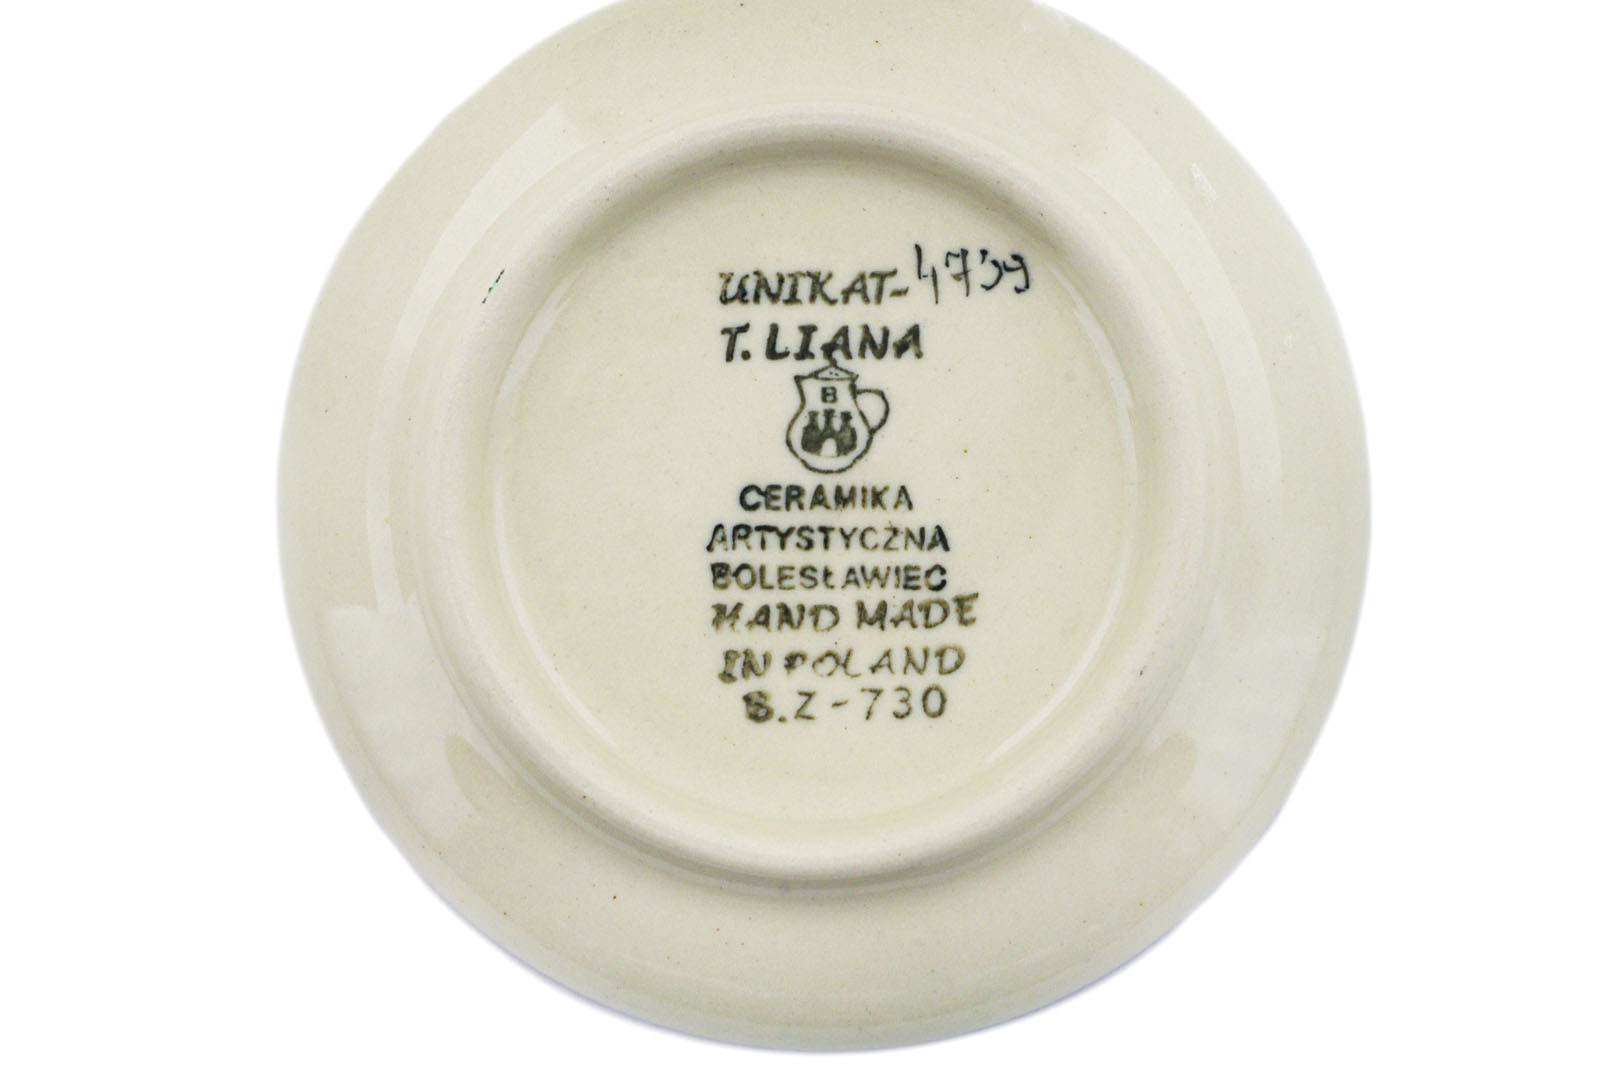 UNIKAT-4739
T. LIANA
B
CERAMIKA
ARTYSTYCZNA
BOLESŁAWIEC
HAND MADE
IN POLAND
B.Z-730